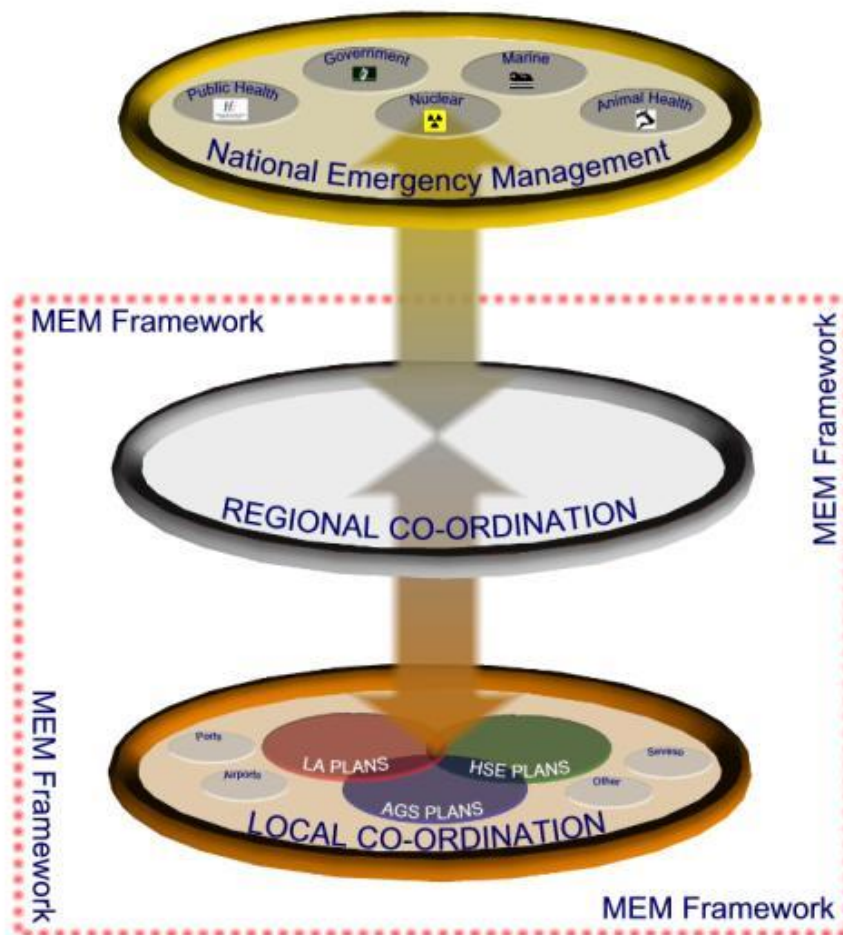 Government
Marine
Public Health
Nuclear
Animal Health
National Emergency Management
MEM Framework
MEM Framework
REGIONAL CO-ORDINATION
MEM Framework
Ports
Airports
LA PLANS
HSE PLANS
Seveso
Other
AGS PLANS
LOCAL CO-ORDINATION
MEM Framework